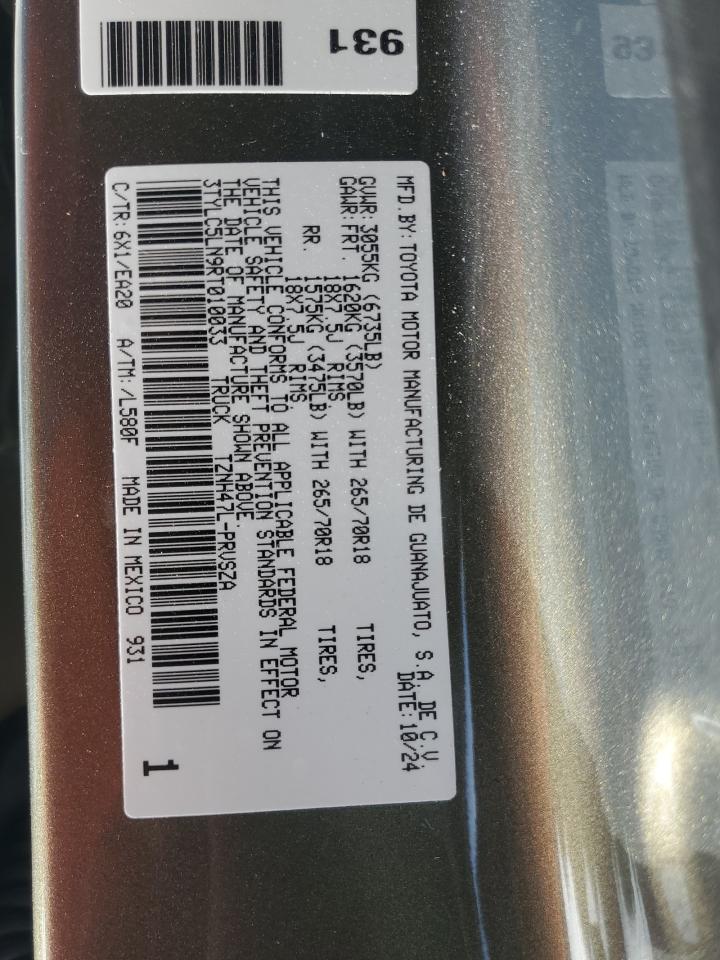 931
MFD. BY: TOYOTA MOTOR MANUFACTURING DE GUANAJUATO, S.A. DE C.V.
DATE: 10/24
GVWR: 3055KG (6735LB)
GAWR: FRT. 1620KG (3570LB) WITH 265/70R18 TIRES,
18X7.5J RIMS,
RR. 1575KG (3475LB) WITH 265/70R18 TIRES,
18X7.5J RIMS,
THIS VEHICLE CONFORMS TO ALL APPLICABLE FEDERAL MOTOR
VEHICLE SAFETY AND THEFT PREVENTION STANDARDS IN EFFECT ON
THE DATE OF MANUFACTURE SHOWN ABOVE.
3TYLC5LN9RT010033 TRUCK TZNH47L-PRVSZA
C/TR: 6X1/EA20 A/TM: /L580F MADE IN MEXICO 931
1